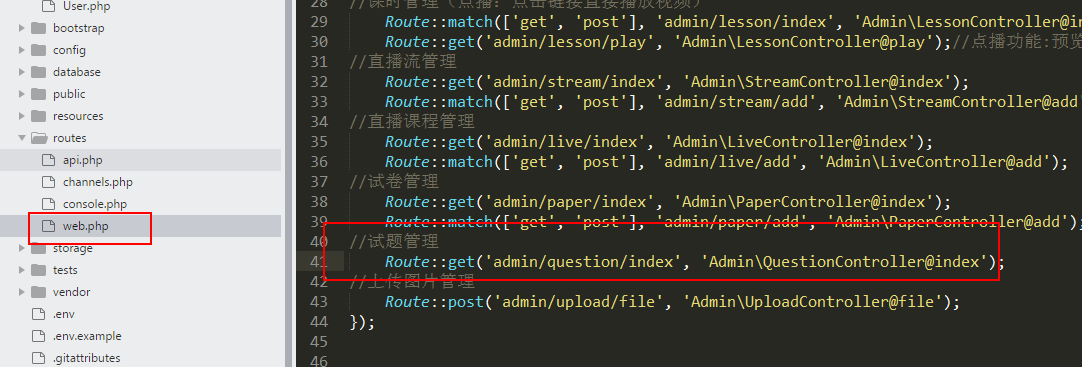 User.php
bootstrap
config
database
public
resources
routes
api.php
channels.php
console.php
web.php
storage
tests
vendor
.env
.env.example
.gitattributes
28 //课时管理（点播：点击链接直接播放视频）
29 Route::match(['get', 'post'], 'admin/lesson/index', 'Admin\LessonController@in
30 Route::get('admin/lesson/play', 'Admin\LessonController@play');//点播功能:预览
31 //直播流管理
32 Route::get('admin/stream/index', 'Admin\StreamController@index');
33 Route::match(['get', 'post'], 'admin/stream/add', 'Admin\StreamController@add'
34 //直播课程管理
35 Route::get('admin/live/index', 'Admin\LiveController@index');
36 Route::match(['get', 'post'], 'admin/live/add', 'Admin\LiveController@add');
37 //试卷管理
38 Route::get('admin/paper/index', 'Admin\PaperController@index');
39 Route::match(['get', 'post'], 'admin/paper/add', 'Admin\PaperController@add');
40 //试题管理
41 Route::get('admin/question/index', 'Admin\QuestionController@index');
42 //上传图片管理
43 Route::post('admin/upload/file', 'Admin\UploadController@file');
44 });
45
46